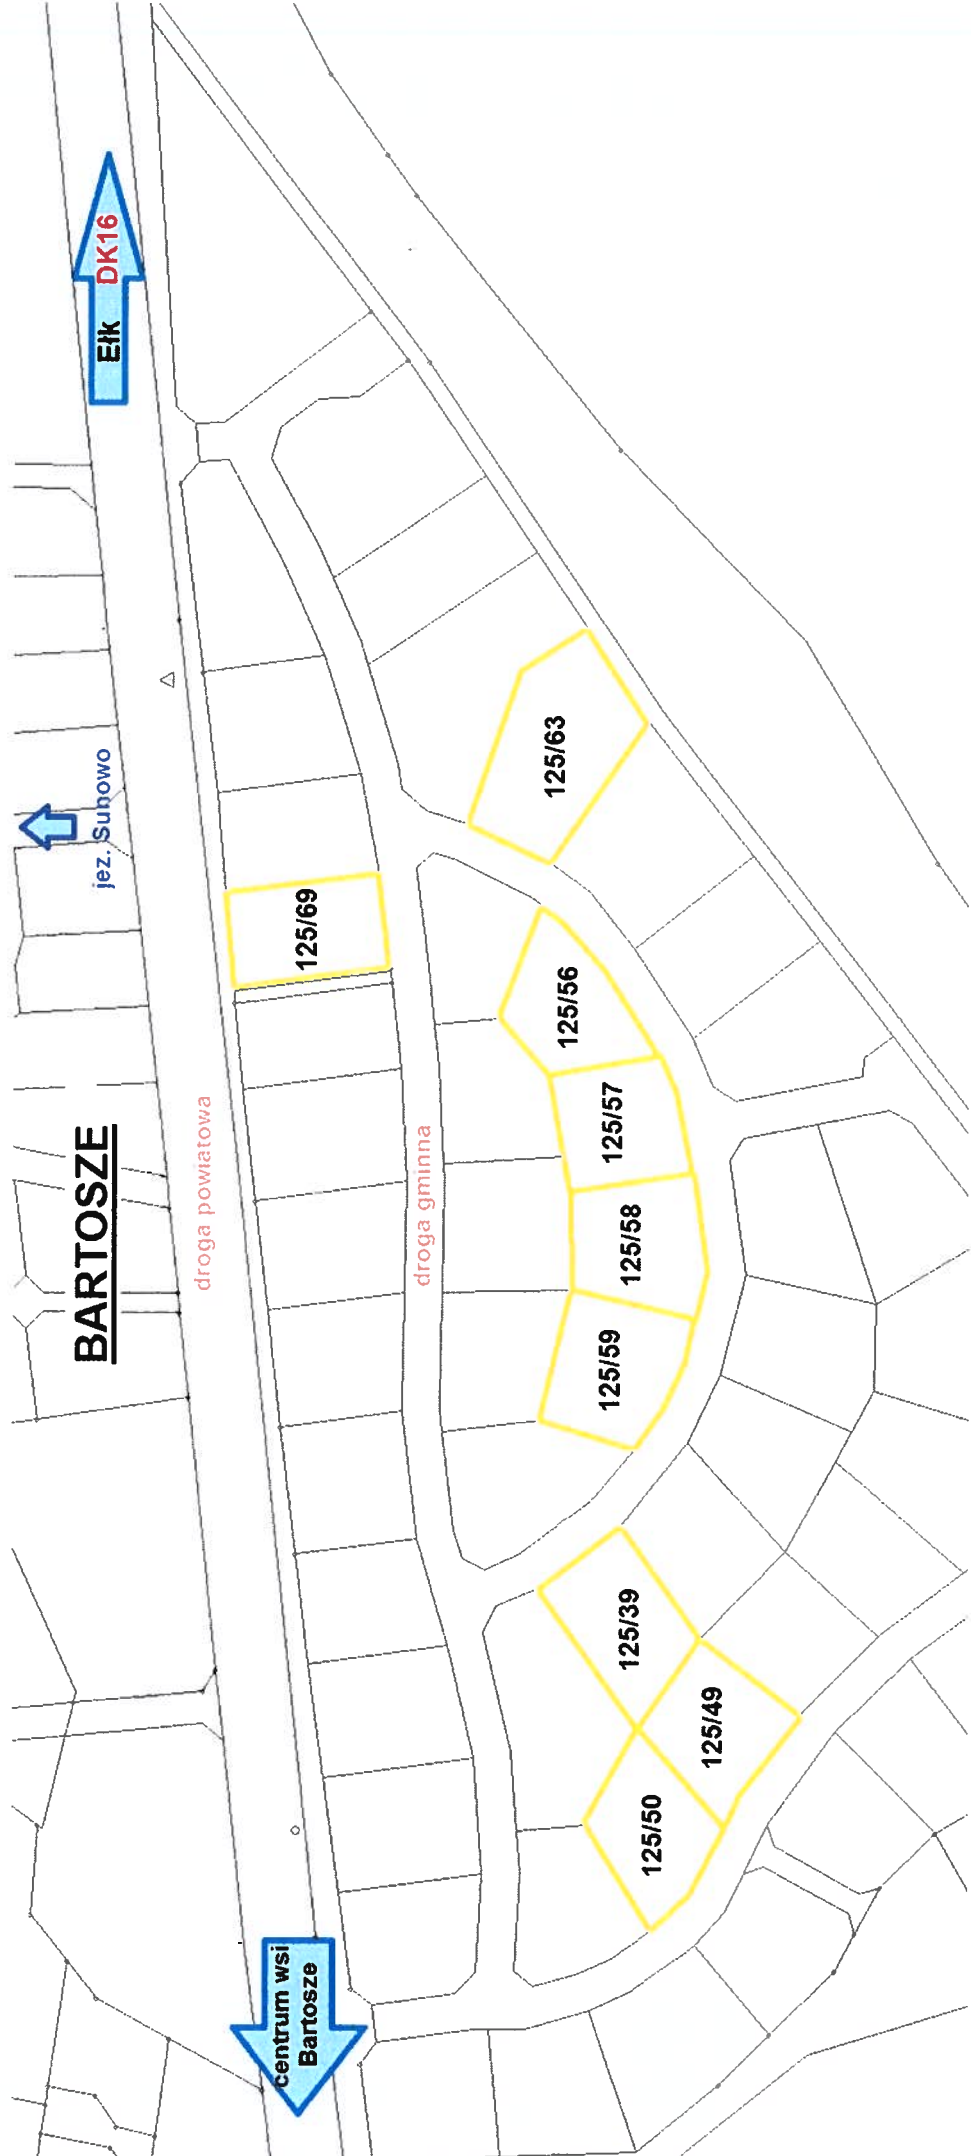 Ełk DK16
jez. Sunowo
BARTOSZE
droga powiatowa
droga gminna
125/69
125/63
125/56
125/57
125/58
125/59
125/39
125/49
125/50
centrum wsi
Bartosze